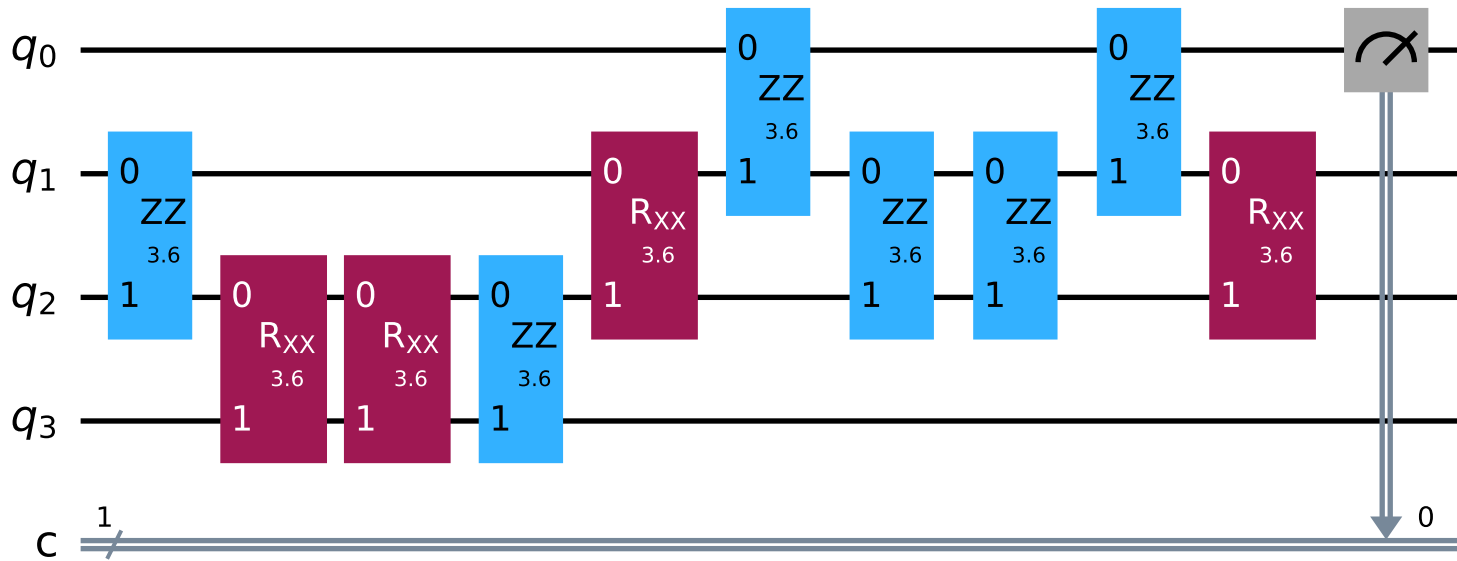 q0
0 0
ZZ ZZ
3.6 3.6
q1
0 0 1 0 0 1 0
ZZ RXX ZZ ZZ RXX
3.6 3.6 3.6 3.6 3.6
q2
1 0 0 0 1 1 1 1
RXX RXX ZZ
3.6 3.6 3.6
q3
1 1 1
1 0
c